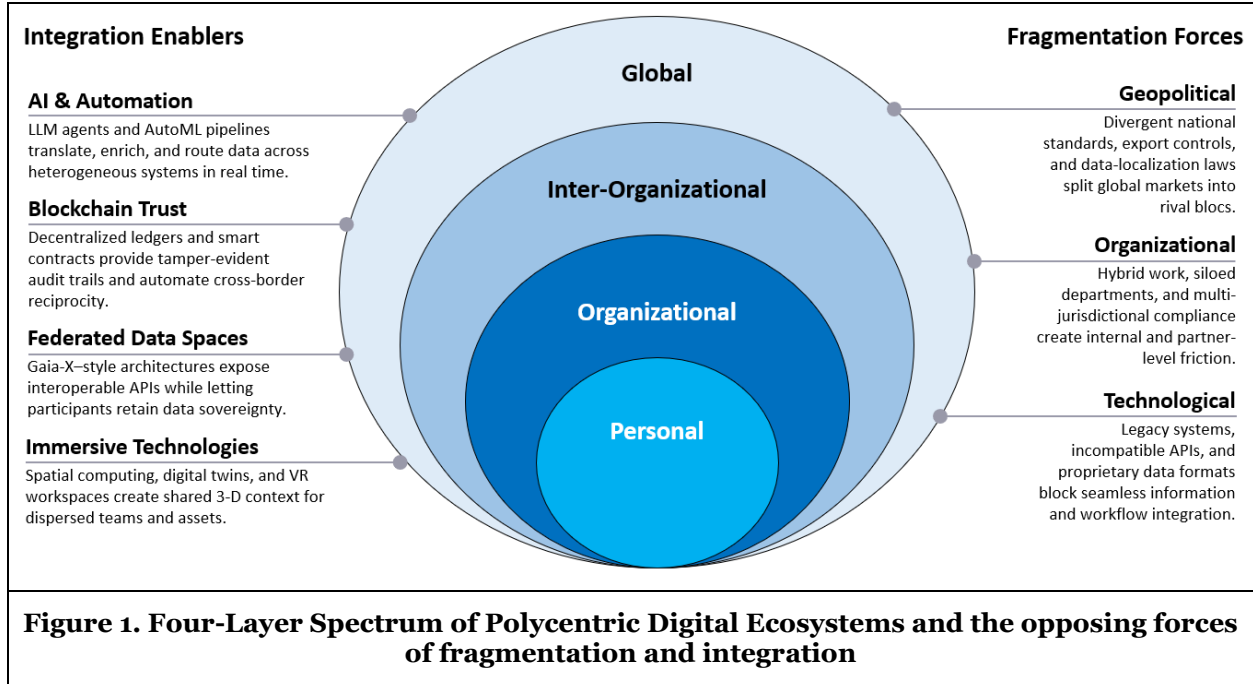 Integration Enablers
AI & Automation
LLM agents and AutoML pipelines
translate, enrich, and route data across
heterogeneous systems in real time.
Blockchain Trust
Decentralized ledgers and smart
contracts provide tamper-evident
audit trails and automate cross-border
reciprocity.
Federated Data Spaces
Gaia-X–style architectures expose
interoperable APIs while letting
participants retain data sovereignty.
Immersive Technologies
Spatial computing, digital twins, and VR
workspaces create shared 3-D context for
dispersed teams and assets.
Global
Inter-Organizational
Organizational
Personal
Fragmentation Forces
Geopolitical
Divergent national
standards, export controls,
and data-localization laws
split global markets into
rival blocs.
Organizational
Hybrid work, siloed
departments, and multi-
jurisdictional compliance
create internal and partner-
level friction.
Technological
Legacy systems,
incompatible APIs, and
proprietary data formats
block seamless information
and workflow integration.
Figure 1. Four-Layer Spectrum of Polycentric Digital Ecosystems and the opposing forces
of fragmentation and integration